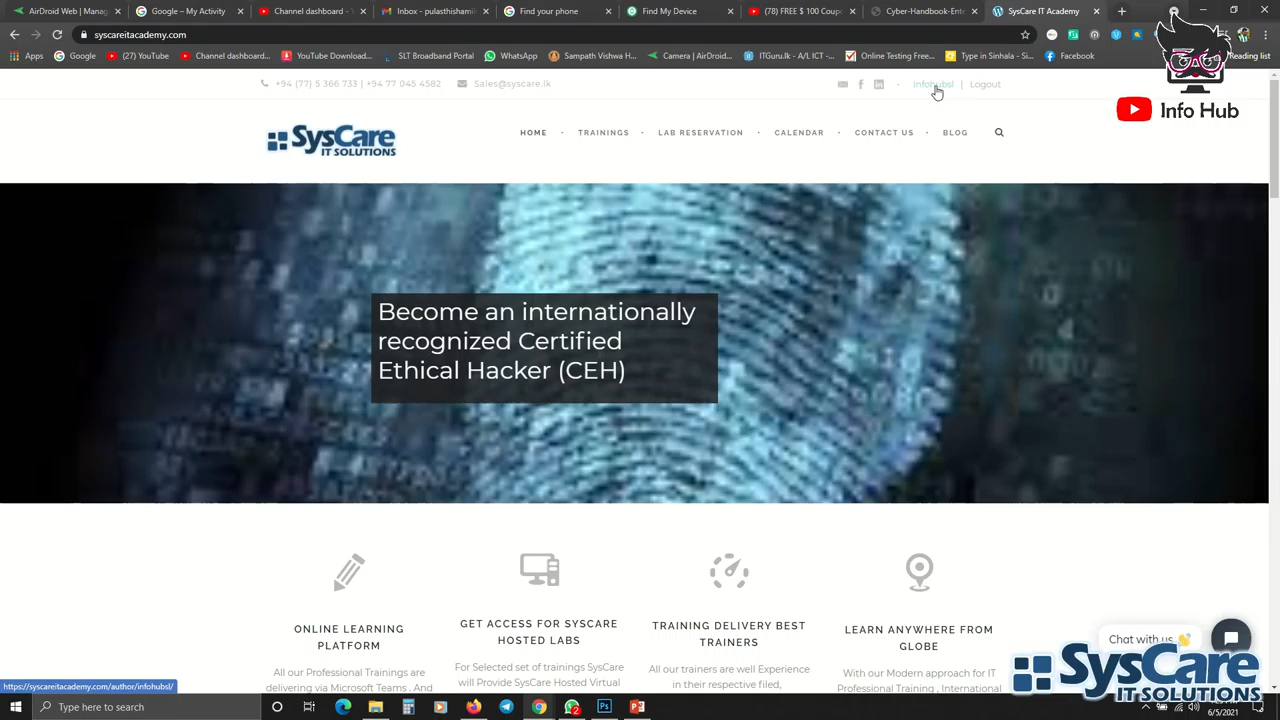 AirDroid Web | Manag
Google – My Activity
Channel dashboard -
Inbox - pulasthishamik
Find your phone
Find My Device
(78) FREE $ 100 Coup
Cyber-Handbook-Ente
SysCare IT Academy
syscareitacademy.com
Apps
Google
(27) YouTube
Channel dashboard...
YouTube Download...
SLT Broadband Portal
WhatsApp
Sampath Vishwa H...
Camera | AirDroi...
ITGuru.lk - A/L ICT -...
Online Testing Free...
Type in Sinhala - Si...
Facebook
Reading list
+94 (77) 5 366 733 | +94 77 045 4582
Sales@syscare.lk
infohubsl | Logout
Info Hub
SysCare
IT SOLUTIONS
HOME
TRAININGS
LAB RESERVATION
CALENDAR
CONTACT US
BLOG
Become an internationally
recognized Certified
Ethical Hacker (CEH)
ONLINE LEARNING
PLATFORM
All our Professional Trainings are
delivering via Microsoft Teams . And
GET ACCESS FOR SYSCARE
HOSTED LABS
For Selected set of trainings SysCare
will Provide SysCare Hosted Virtual
TRAINING DELIVERY BEST
TRAINERS
All our trainers are well Experience
in their respective filed,
LEARN ANYWHERE FROM
GLOBE
With our Modern approach for IT
Professional Training , International
Chat with us 👋
SysCare
IT SOLUTIONS
https://syscareitacademy.com/author/infohubsl/
Type here to search
2
6/5/2021